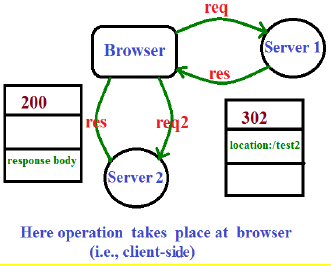 req
Browser
Server 1
res
200
302
res
req2
location:/test2
response body
Server 2
Here operation takes place at browser
(i.e., client-side)